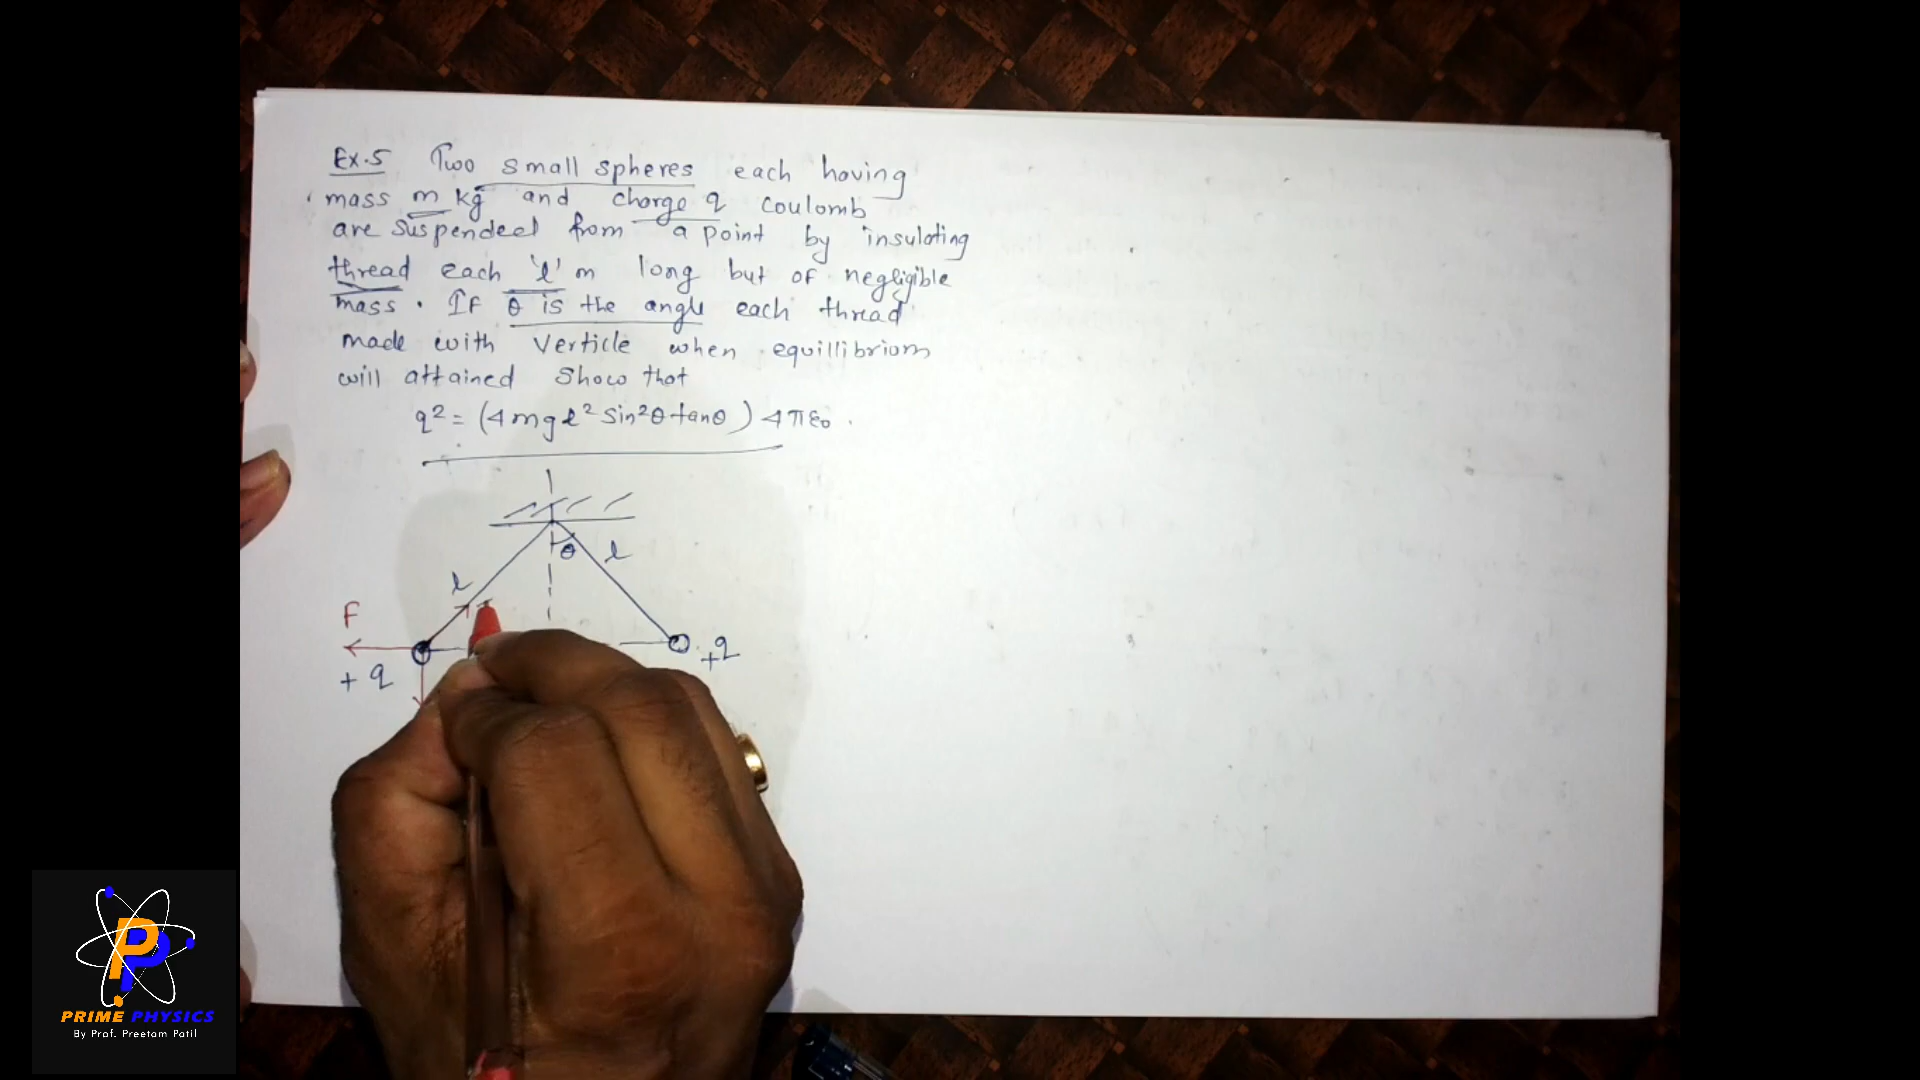 Ex.5 Two small spheres each having
mass m kg and charge q coulomb
are suspended from a point by insulating
thread each 'l' m long but of negligible
mass. If θ is the angle each thread
made with verticle when equillibrium
will attained show that
q² = (4mgl² sin²θ tanθ) 4πε₀.
θ
l
l
F
+q
+q
PRIME PHYSICS
By Prof. Preetam Patil